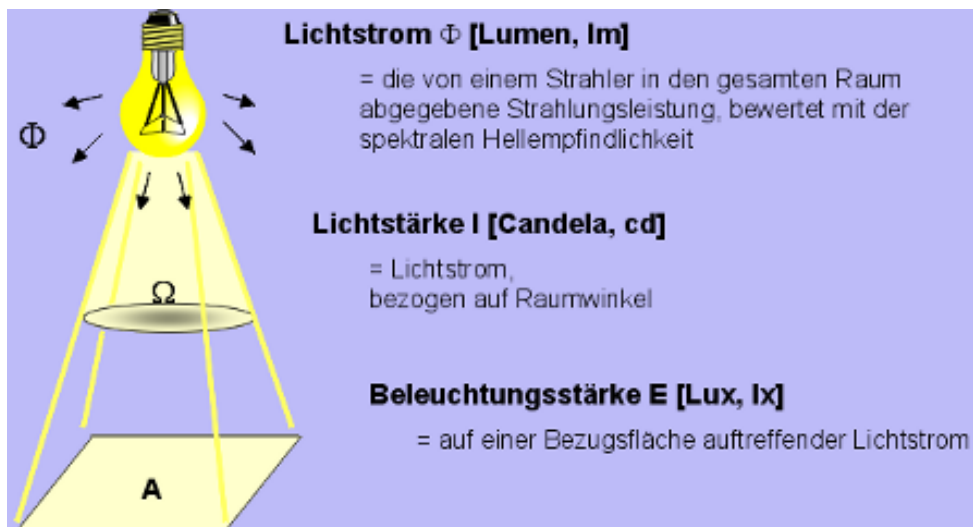 Lichtstrom Φ [Lumen, lm]
= die von einem Strahler in den gesamten Raum
abgegebene Strahlungsleistung, bewertet mit der
spektralen Hellempfindlichkeit
Φ
Lichtstärke I [Candela, cd]
= Lichtstrom,
bezogen auf Raumwinkel
Ω
Beleuchtungsstärke E [Lux, lx]
= auf einer Bezugsfläche auftreffender Lichtstrom
A